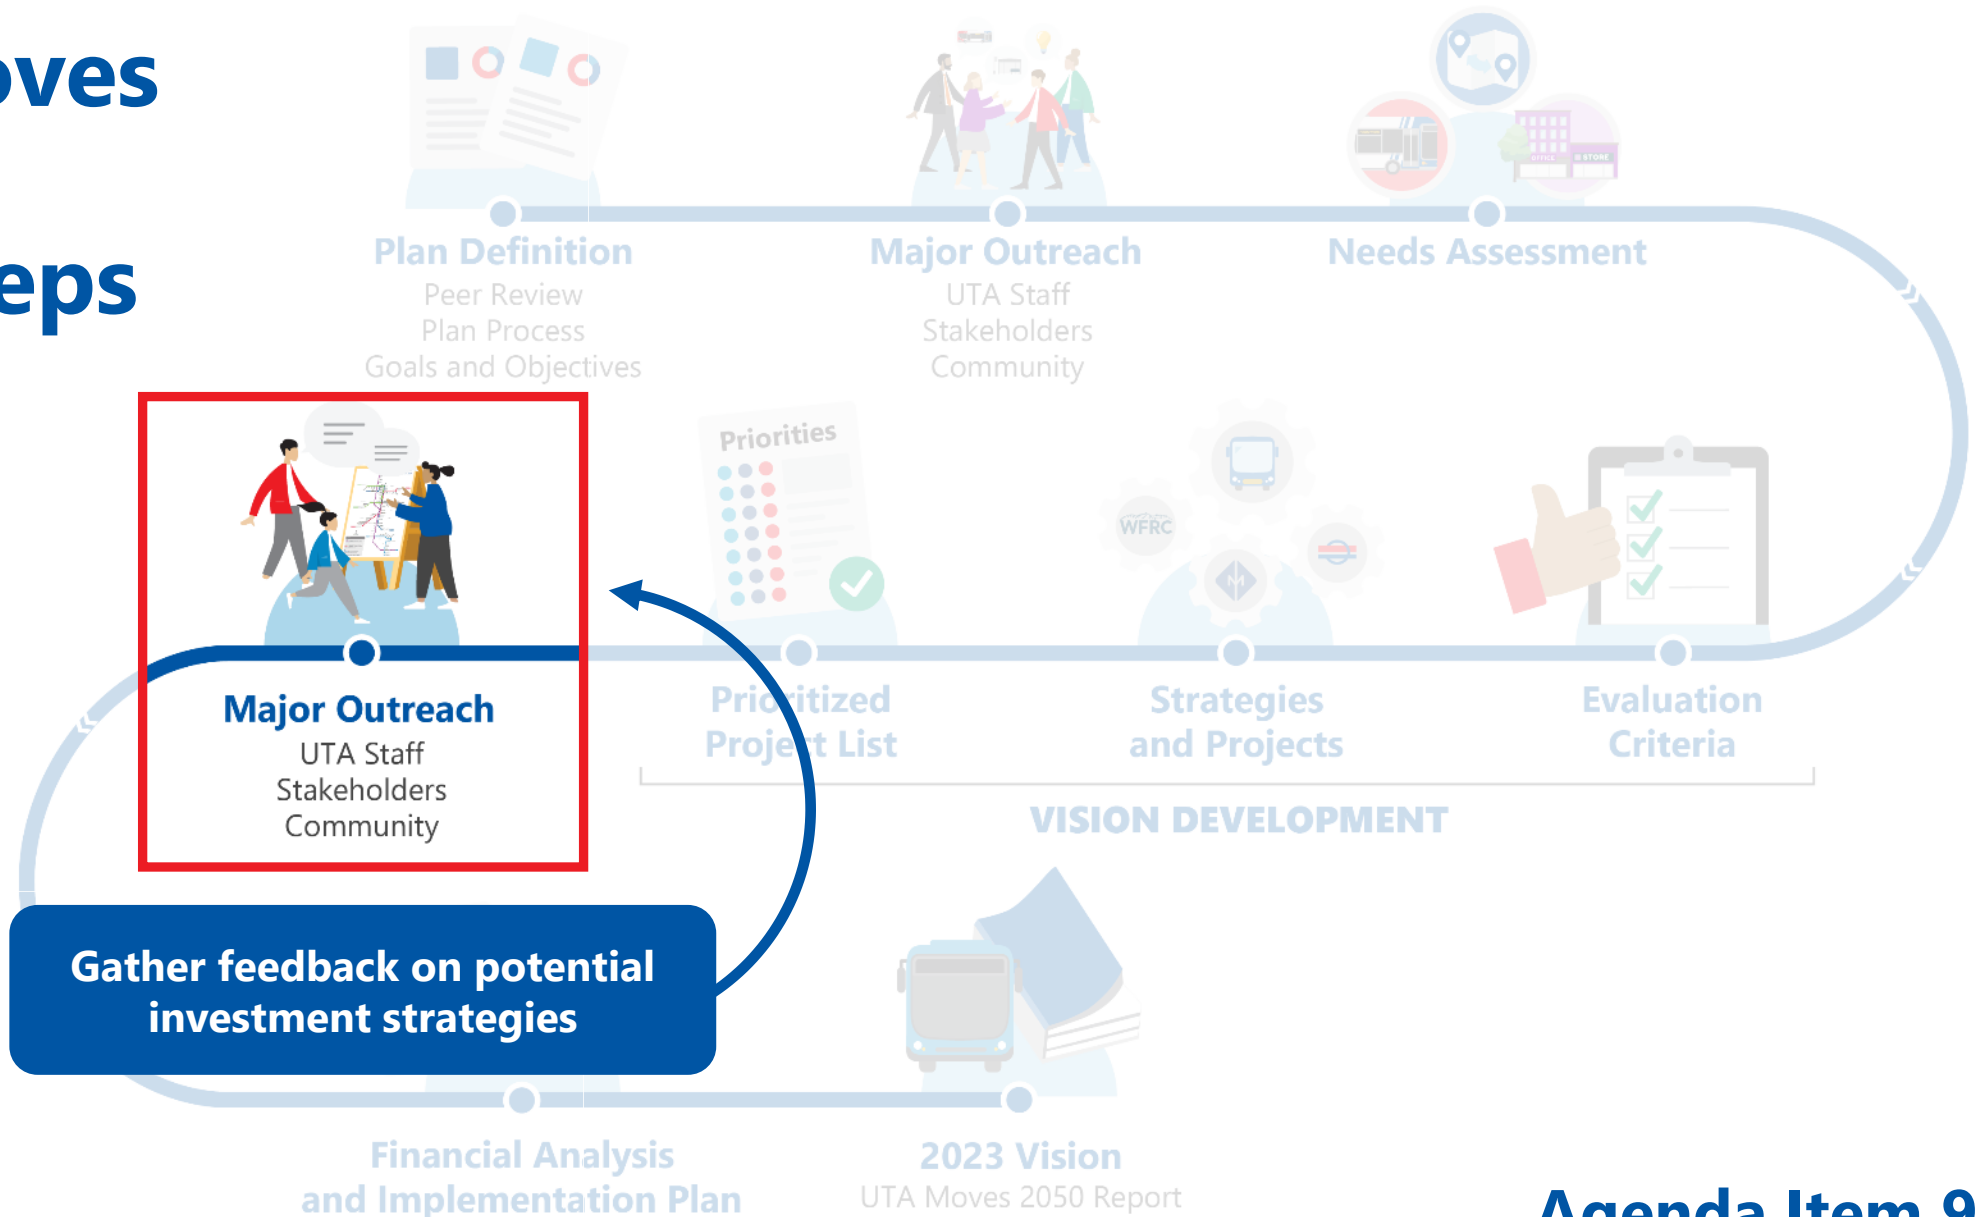 oves
eps
Plan Definition
Peer Review
Plan Process
Goals and Objectives
Major Outreach
UTA Staff
Stakeholders
Community
OFFICE
STORE
Needs Assessment
Major Outreach
UTA Staff
Stakeholders
Community
Priorities
Prioritized
Project List
WFRC
M
Strategies
and Projects
Evaluation
Criteria
VISION DEVELOPMENT
Gather feedback on potential
investment strategies
Financial Analysis
and Implementation Plan
2023 Vision
UTA Moves 2050 Report
Agenda Item 9